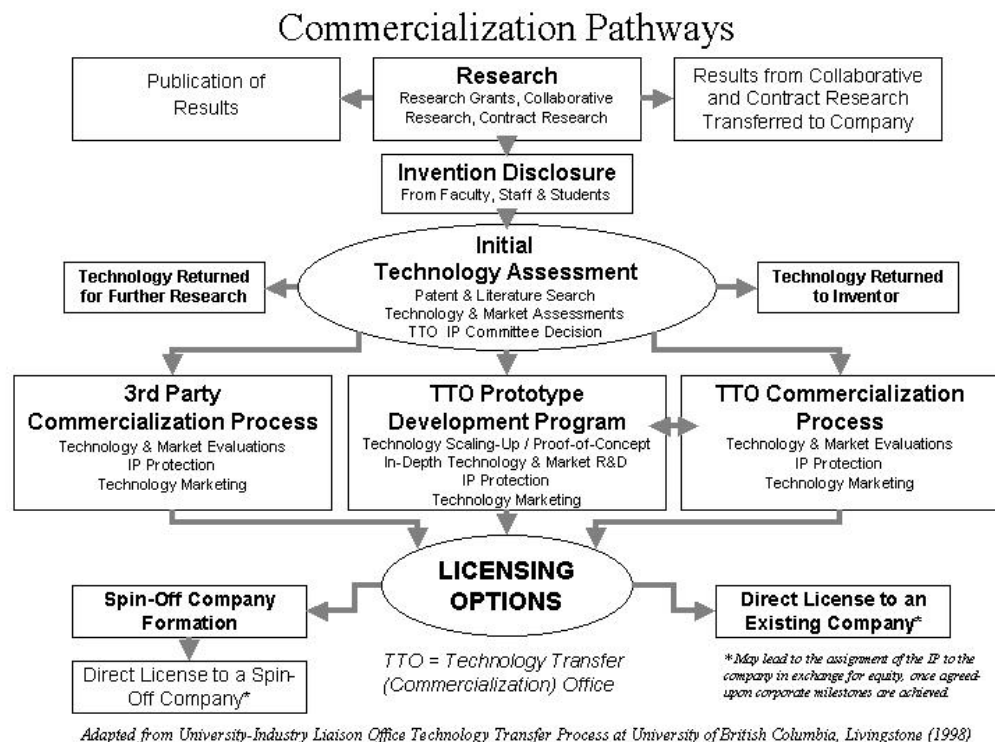 Commercialization Pathways
Publication of
Results
Research
Research Grants, Collaborative
Research, Contract Research
Results from Collaborative
and Contract Research
Transferred to Company
Invention Disclosure
From Faculty, Staff & Students
Initial
Technology Assessment
Patent & Literature Search
Technology & Market Assessments
TTO IP Committee Decision
Technology Returned
for Further Research
Technology Returned
to Inventor
3rd Party
Commercialization Process
Technology & Market Evaluations
IP Protection
Technology Marketing
TTO Prototype
Development Program
Technology Scaling-Up / Proof-of-Concept
In-Depth Technology & Market R&D
IP Protection
Technology Marketing
TTO Commercialization
Process
Technology & Market Evaluations
IP Protection
Technology Marketing
LICENSING
OPTIONS
Spin-Off Company
Formation
Direct License to a Spin-
Off Company*
Direct License to an
Existing Company*
TTO = Technology Transfer
(Commercialization) Office
* May lead to the assignment of the IP to the
company in exchange for equity, once agreed-
upon corporate milestones are achieved.
Adapted from University-Industry Liaison Office Technology Transfer Process at University of British Columbia, Livingstone (1998)